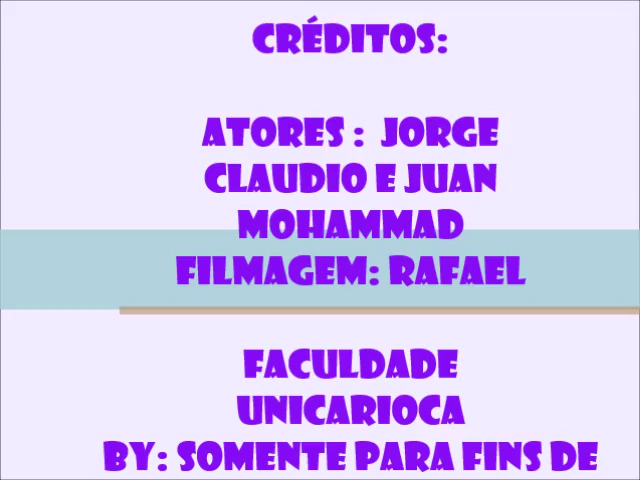 CRÉDITOS:
ATORES : JORGE
CLAUDIO E JUAN
MOHAMMAD
FILMAGEM: RAFAEL
FACULDADE
UNICARIOCA
BY: SOMENTE PARA FINS DE